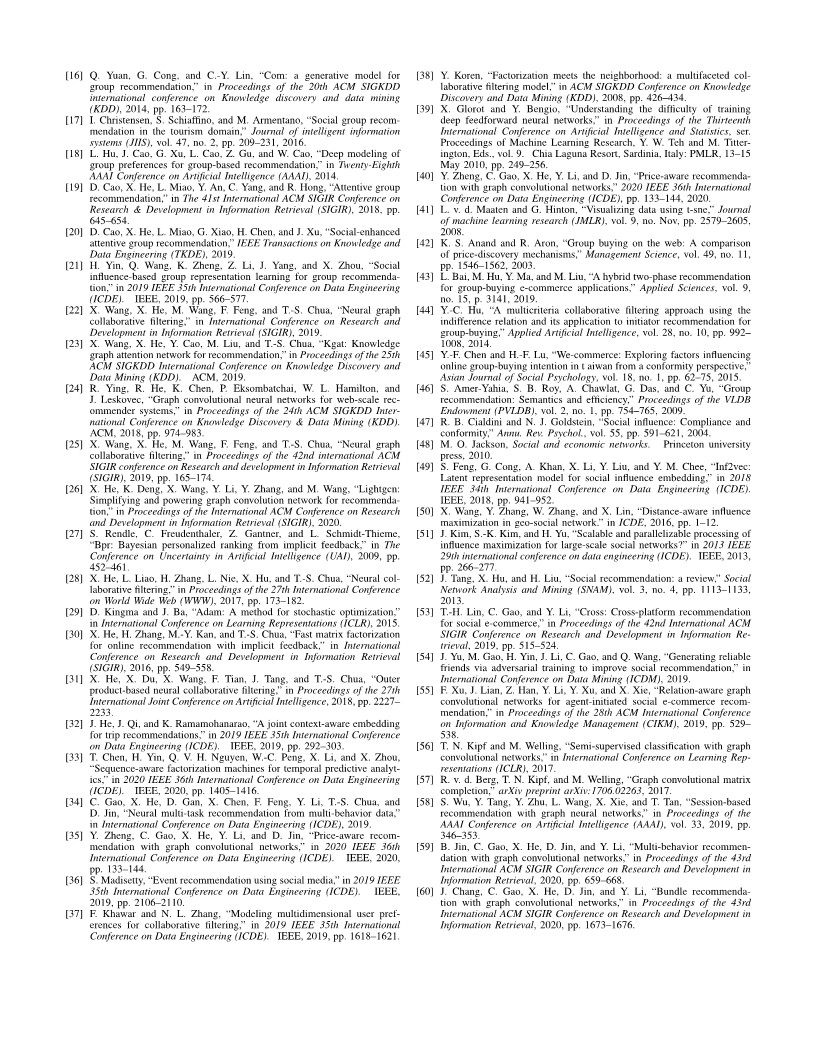 [16] Q. Yuan, G. Cong, and C.-Y. Lin, “Com: a generative model for
group recommendation,” in Proceedings of the 20th ACM SIGKDD
international conference on Knowledge discovery and data mining
(KDD), 2014, pp. 163–172.
[17] I. Christensen, S. Schiaffino, and M. Armentano, “Social group recom-
mendation in the tourism domain,” Journal of intelligent information
systems (JIIS), vol. 47, no. 2, pp. 209–231, 2016.
[18] L. Hu, J. Cao, G. Xu, L. Cao, Z. Gu, and W. Cao, “Deep modeling of
group preferences for group-based recommendation,” in Twenty-Eighth
AAAI Conference on Artificial Intelligence (AAAI), 2014.
[19] D. Cao, X. He, L. Miao, Y. An, C. Yang, and R. Hong, “Attentive group
recommendation,” in The 41st International ACM SIGIR Conference on
Research & Development in Information Retrieval (SIGIR), 2018, pp.
645–654.
[20] D. Cao, X. He, L. Miao, G. Xiao, H. Chen, and J. Xu, “Social-enhanced
attentive group recommendation,” IEEE Transactions on Knowledge and
Data Engineering (TKDE), 2019.
[21] H. Yin, Q. Wang, K. Zheng, Z. Li, J. Yang, and X. Zhou, “Social
influence-based group representation learning for group recommenda-
tion,” in 2019 IEEE 35th International Conference on Data Engineering
(ICDE). IEEE, 2019, pp. 566–577.
[22] X. Wang, X. He, M. Wang, F. Feng, and T.-S. Chua, “Neural graph
collaborative filtering,” in International Conference on Research and
Development in Information Retrieval (SIGIR), 2019.
[23] X. Wang, X. He, Y. Cao, M. Liu, and T.-S. Chua, “Kgat: Knowledge
graph attention network for recommendation,” in Proceedings of the 25th
ACM SIGKDD International Conference on Knowledge Discovery and
Data Mining (KDD). ACM, 2019.
[24] R. Ying, R. He, K. Chen, P. Eksombatchai, W. L. Hamilton, and
J. Leskovec, “Graph convolutional neural networks for web-scale rec-
ommender systems,” in Proceedings of the 24th ACM SIGKDD Inter-
national Conference on Knowledge Discovery & Data Mining (KDD).
ACM, 2018, pp. 974–983.
[25] X. Wang, X. He, M. Wang, F. Feng, and T.-S. Chua, “Neural graph
collaborative filtering,” in Proceedings of the 42nd international ACM
SIGIR conference on Research and development in Information Retrieval
(SIGIR), 2019, pp. 165–174.
[26] X. He, K. Deng, X. Wang, Y. Li, Y. Zhang, and M. Wang, “Lightgcn:
Simplifying and powering graph convolution network for recommenda-
tion,” in Proceedings of the International ACM Conference on Research
and Development in Information Retrieval (SIGIR), 2020.
[27] S. Rendle, C. Freudenthaler, Z. Gantner, and L. Schmidt-Thieme,
“Bpr: Bayesian personalized ranking from implicit feedback,” in The
Conference on Uncertainty in Artificial Intelligence (UAI), 2009, pp.
452–461.
[28] X. He, L. Liao, H. Zhang, L. Nie, X. Hu, and T.-S. Chua, “Neural col-
laborative filtering,” in Proceedings of the 27th International Conference
on World Wide Web (WWW), 2017, pp. 173–182.
[29] D. Kingma and J. Ba, “Adam: A method for stochastic optimization,”
in International Conference on Learning Representations (ICLR), 2015.
[30] X. He, H. Zhang, M.-Y. Kan, and T.-S. Chua, “Fast matrix factorization
for online recommendation with implicit feedback,” in International
Conference on Research and Development in Information Retrieval
(SIGIR), 2016, pp. 549–558.
[31] X. He, X. Du, X. Wang, F. Tian, J. Tang, and T.-S. Chua, “Outer
product-based neural collaborative filtering,” in Proceedings of the 27th
International Joint Conference on Artificial Intelligence, 2018, pp. 2227–
2233.
[32] J. He, J. Qi, and K. Ramamohanarao, “A joint context-aware embedding
for trip recommendations,” in 2019 IEEE 35th International Conference
on Data Engineering (ICDE). IEEE, 2019, pp. 292–303.
[33] T. Chen, H. Yin, Q. V. H. Nguyen, W.-C. Peng, X. Li, and X. Zhou,
“Sequence-aware factorization machines for temporal predictive analyt-
ics,” in 2020 IEEE 36th International Conference on Data Engineering
(ICDE). IEEE, 2020, pp. 1405–1416.
[34] C. Gao, X. He, D. Gan, X. Chen, F. Feng, Y. Li, T.-S. Chua, and
D. Jin, “Neural multi-task recommendation from multi-behavior data,”
in International Conference on Data Engineering (ICDE), 2019.
[35] Y. Zheng, C. Gao, X. He, Y. Li, and D. Jin, “Price-aware recom-
mendation with graph convolutional networks,” in 2020 IEEE 36th
International Conference on Data Engineering (ICDE). IEEE, 2020,
pp. 133–144.
[36] S. Madisetty, “Event recommendation using social media,” in 2019 IEEE
35th International Conference on Data Engineering (ICDE). IEEE,
2019, pp. 2106–2110.
[37] F. Khawar and N. L. Zhang, “Modeling multidimensional user pref-
erences for collaborative filtering,” in 2019 IEEE 35th International
Conference on Data Engineering (ICDE). IEEE, 2019, pp. 1618–1621.
[38] Y. Koren, “Factorization meets the neighborhood: a multifaceted col-
laborative filtering model,” in ACM SIGKDD Conference on Knowledge
Discovery and Data Mining (KDD), 2008, pp. 426–434.
[39] X. Glorot and Y. Bengio, “Understanding the difficulty of training
deep feedforward neural networks,” in Proceedings of the Thirteenth
International Conference on Artificial Intelligence and Statistics, ser.
Proceedings of Machine Learning Research, Y. W. Teh and M. Titter-
ington, Eds., vol. 9. Chia Laguna Resort, Sardinia, Italy: PMLR, 13–15
May 2010, pp. 249–256.
[40] Y. Zheng, C. Gao, X. He, Y. Li, and D. Jin, “Price-aware recommenda-
tion with graph convolutional networks,” 2020 IEEE 36th International
Conference on Data Engineering (ICDE), pp. 133–144, 2020.
[41] L. v. d. Maaten and G. Hinton, “Visualizing data using t-sne,” Journal
of machine learning research (JMLR), vol. 9, no. Nov, pp. 2579–2605,
2008.
[42] K. S. Anand and R. Aron, “Group buying on the web: A comparison
of price-discovery mechanisms,” Management Science, vol. 49, no. 11,
pp. 1546–1562, 2003.
[43] L. Bai, M. Hu, Y. Ma, and M. Liu, “A hybrid two-phase recommendation
for group-buying e-commerce applications,” Applied Sciences, vol. 9,
no. 15, p. 3141, 2019.
[44] Y.-C. Hu, “A multicriteria collaborative filtering approach using the
indifference relation and its application to initiator recommendation for
group-buying,” Applied Artificial Intelligence, vol. 28, no. 10, pp. 992–
1008, 2014.
[45] Y.-F. Chen and H.-F. Lu, “We-commerce: Exploring factors influencing
online group-buying intention in t aiwan from a conformity perspective,”
Asian Journal of Social Psychology, vol. 18, no. 1, pp. 62–75, 2015.
[46] S. Amer-Yahia, S. B. Roy, A. Chawlat, G. Das, and C. Yu, “Group
recommendation: Semantics and efficiency,” Proceedings of the VLDB
Endowment (PVLDB), vol. 2, no. 1, pp. 754–765, 2009.
[47] R. B. Cialdini and N. J. Goldstein, “Social influence: Compliance and
conformity,” Annu. Rev. Psychol., vol. 55, pp. 591–621, 2004.
[48] M. O. Jackson, Social and economic networks. Princeton university
press, 2010.
[49] S. Feng, G. Cong, A. Khan, X. Li, Y. Liu, and Y. M. Chee, “Inf2vec:
Latent representation model for social influence embedding,” in 2018
IEEE 34th International Conference on Data Engineering (ICDE).
IEEE, 2018, pp. 941–952.
[50] X. Wang, Y. Zhang, W. Zhang, and X. Lin, “Distance-aware influence
maximization in geo-social network.” in ICDE, 2016, pp. 1–12.
[51] J. Kim, S.-K. Kim, and H. Yu, “Scalable and parallelizable processing of
influence maximization for large-scale social networks?” in 2013 IEEE
29th international conference on data engineering (ICDE). IEEE, 2013,
pp. 266–277.
[52] J. Tang, X. Hu, and H. Liu, “Social recommendation: a review,” Social
Network Analysis and Mining (SNAM), vol. 3, no. 4, pp. 1113–1133,
2013.
[53] T.-H. Lin, C. Gao, and Y. Li, “Cross: Cross-platform recommendation
for social e-commerce,” in Proceedings of the 42nd International ACM
SIGIR Conference on Research and Development in Information Re-
trieval, 2019, pp. 515–524.
[54] J. Yu, M. Gao, H. Yin, J. Li, C. Gao, and Q. Wang, “Generating reliable
friends via adversarial training to improve social recommendation,” in
International Conference on Data Mining (ICDM), 2019.
[55] F. Xu, J. Lian, Z. Han, Y. Li, Y. Xu, and X. Xie, “Relation-aware graph
convolutional networks for agent-initiated social e-commerce recom-
mendation,” in Proceedings of the 28th ACM International Conference
on Information and Knowledge Management (CIKM), 2019, pp. 529–
538.
[56] T. N. Kipf and M. Welling, “Semi-supervised classification with graph
convolutional networks,” in International Conference on Learning Rep-
resentations (ICLR), 2017.
[57] R. v. d. Berg, T. N. Kipf, and M. Welling, “Graph convolutional matrix
completion,” arXiv preprint arXiv:1706.02263, 2017.
[58] S. Wu, Y. Tang, Y. Zhu, L. Wang, X. Xie, and T. Tan, “Session-based
recommendation with graph neural networks,” in Proceedings of the
AAAI Conference on Artificial Intelligence (AAAI), vol. 33, 2019, pp.
346–353.
[59] B. Jin, C. Gao, X. He, D. Jin, and Y. Li, “Multi-behavior recommen-
dation with graph convolutional networks,” in Proceedings of the 43rd
International ACM SIGIR Conference on Research and Development in
Information Retrieval, 2020, pp. 659–668.
[60] J. Chang, C. Gao, X. He, D. Jin, and Y. Li, “Bundle recommenda-
tion with graph convolutional networks,” in Proceedings of the 43rd
International ACM SIGIR Conference on Research and Development in
Information Retrieval, 2020, pp. 1673–1676.